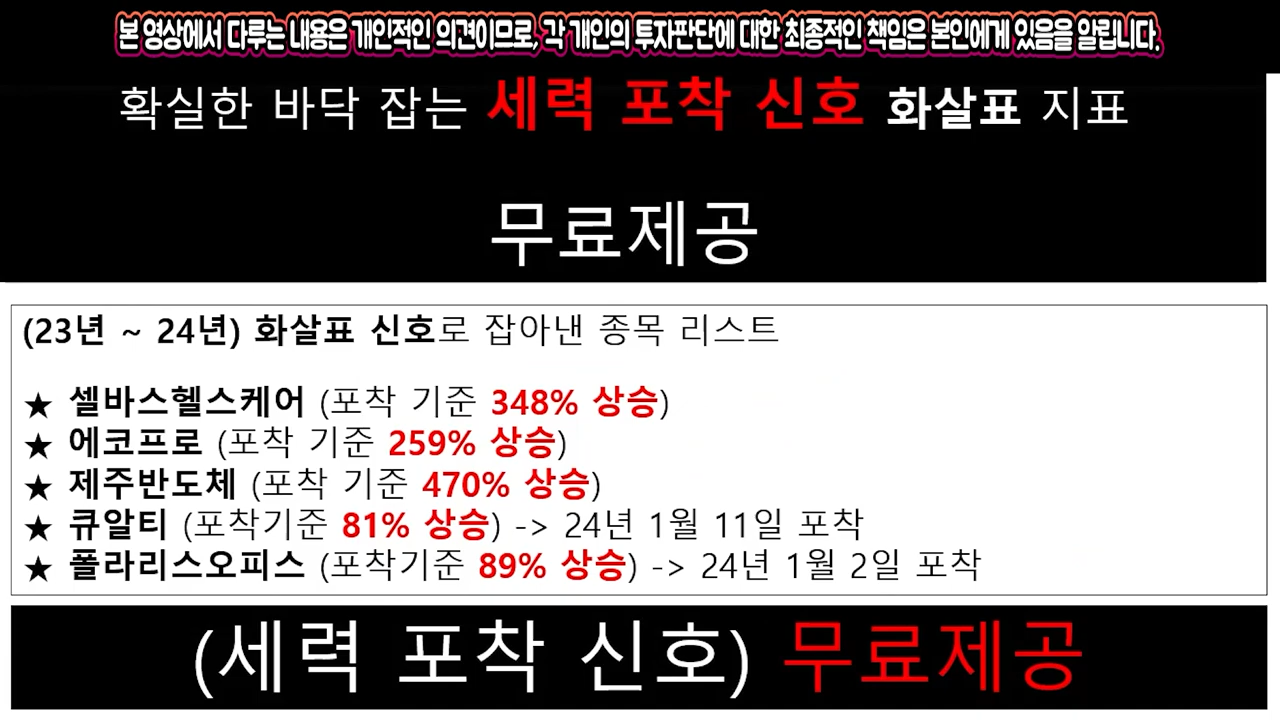 본 영상에서 다루는 내용은 개인적인 의견이므로, 각 개인의 투자판단에 대한 최종적인 책임은 본인에게 있음을 알립니다.
확실한 바닥 잡는 세력 포착 신호 화살표 지표
무료제공
(23년 ~ 24년) 화살표 신호로 잡아낸 종목 리스트
★ 셀바스헬스케어 (포착 기준 348% 상승)
★ 에코프로 (포착 기준 259% 상승)
★ 제주반도체 (포착 기준 470% 상승)
★ 큐알티 (포착기준 81% 상승) -> 24년 1월 11일 포착
★ 폴라리스오피스 (포착기준 89% 상승) -> 24년 1월 2일 포착
(세력 포착 신호) 무료제공